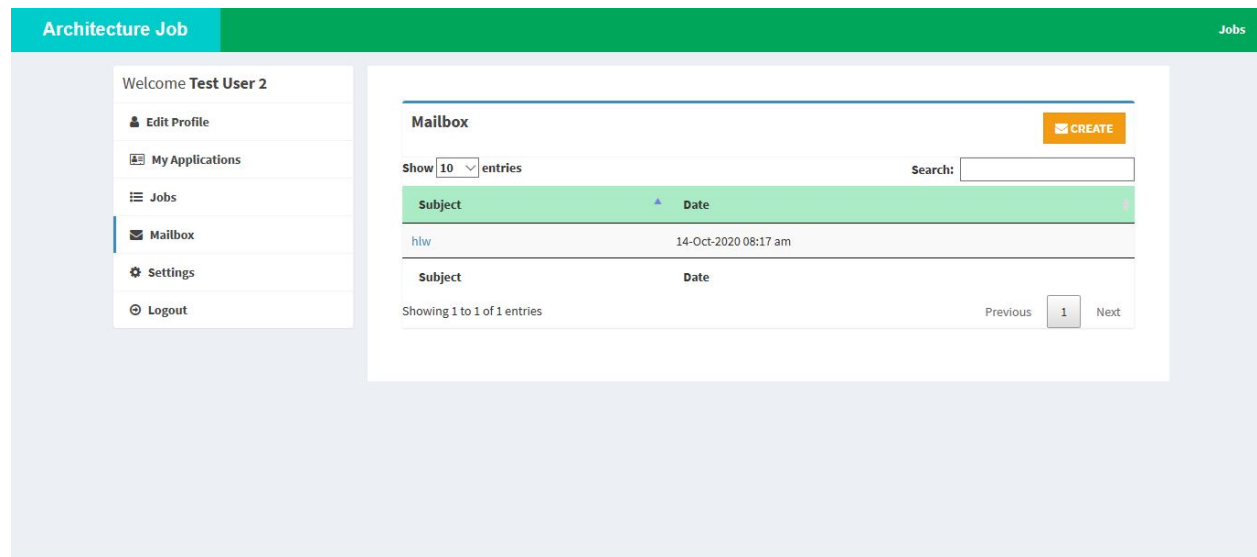 Architecture Job
Jobs
Welcome Test User 2
Edit Profile
My Applications
Jobs
Mailbox
Settings
Logout
Mailbox
CREATE
Show 10 entries
Search:
Subject Date
hlw 14-Oct-2020 08:17 am
Subject Date
Showing 1 to 1 of 1 entries
Previous 1 Next